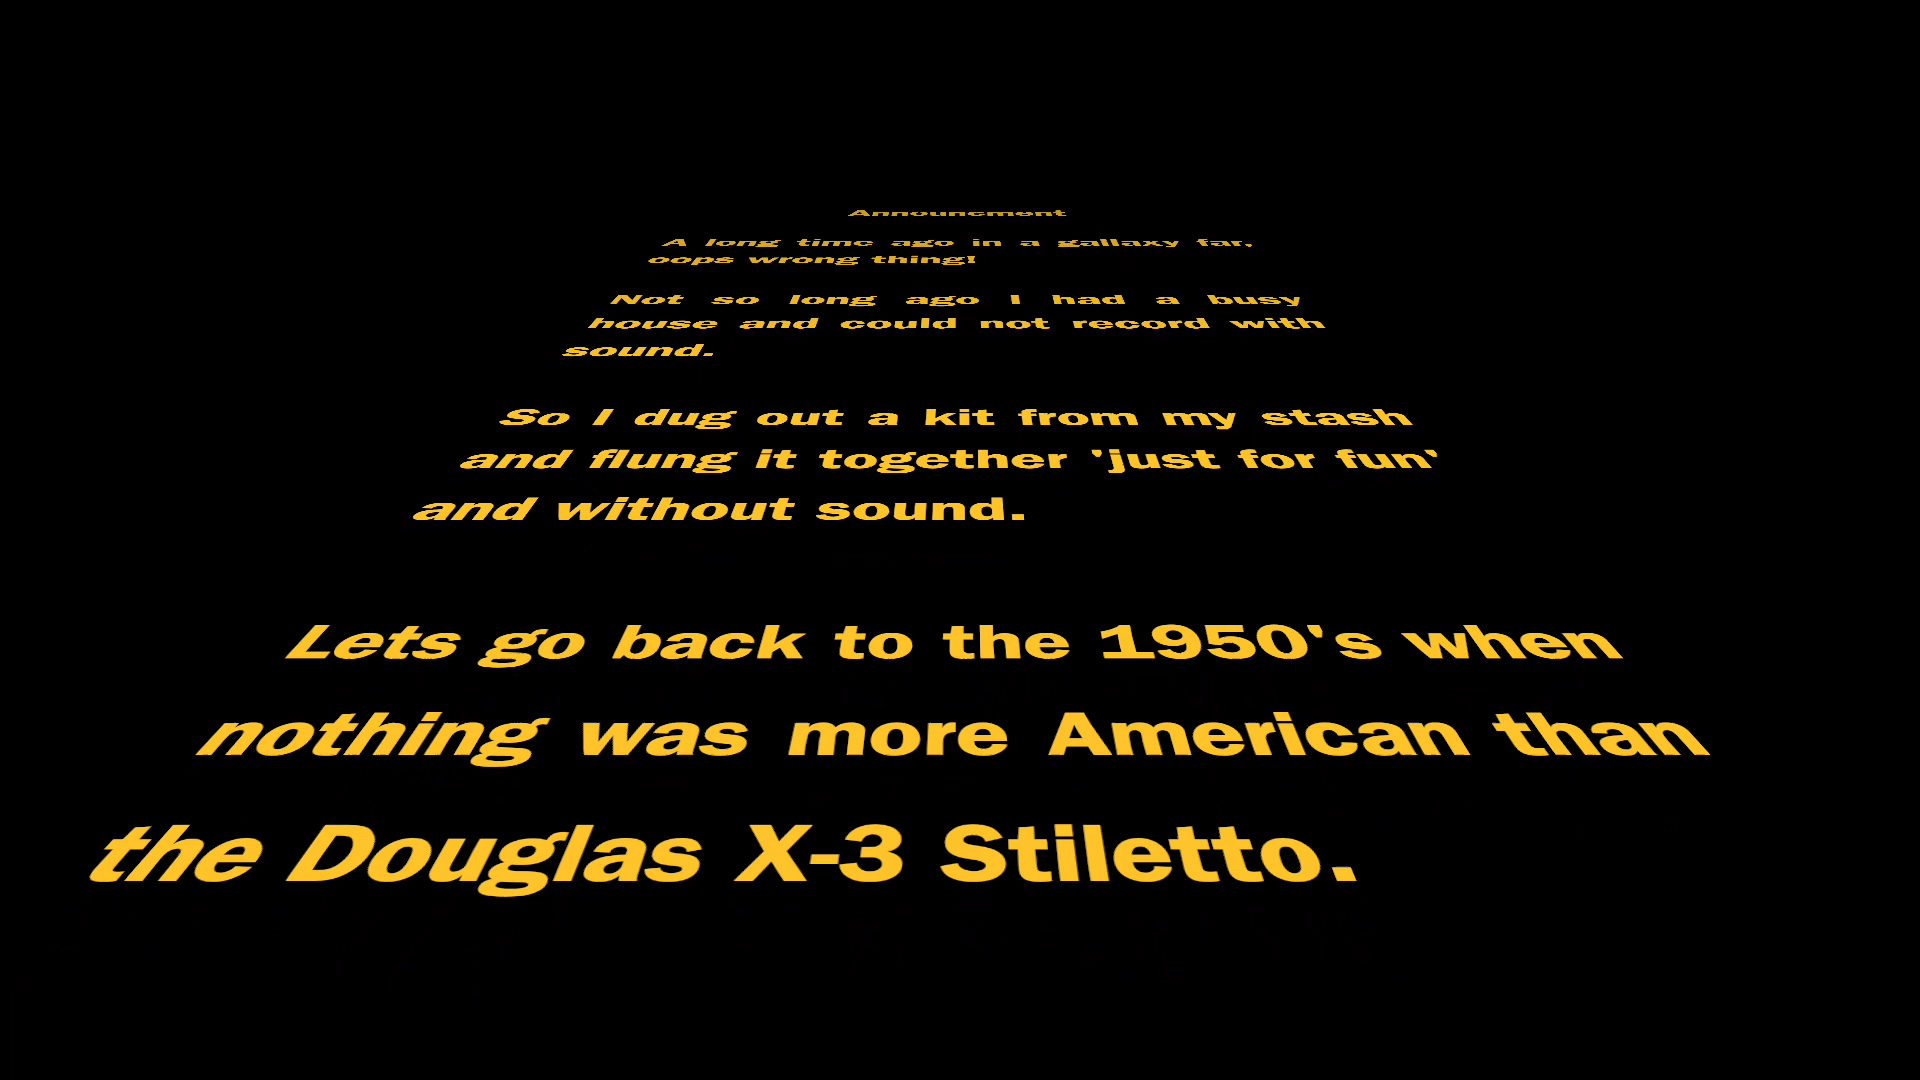 Announcment
A long time ago in a gallaxy far,
oops wrong thing!
Not so long ago I had a busy
house and could not record with
sound.
So I dug out a kit from my stash
and flung it together 'just for fun'
and without sound.
Lets go back to the 1950's when
nothing was more American than
the Douglas X-3 Stiletto.